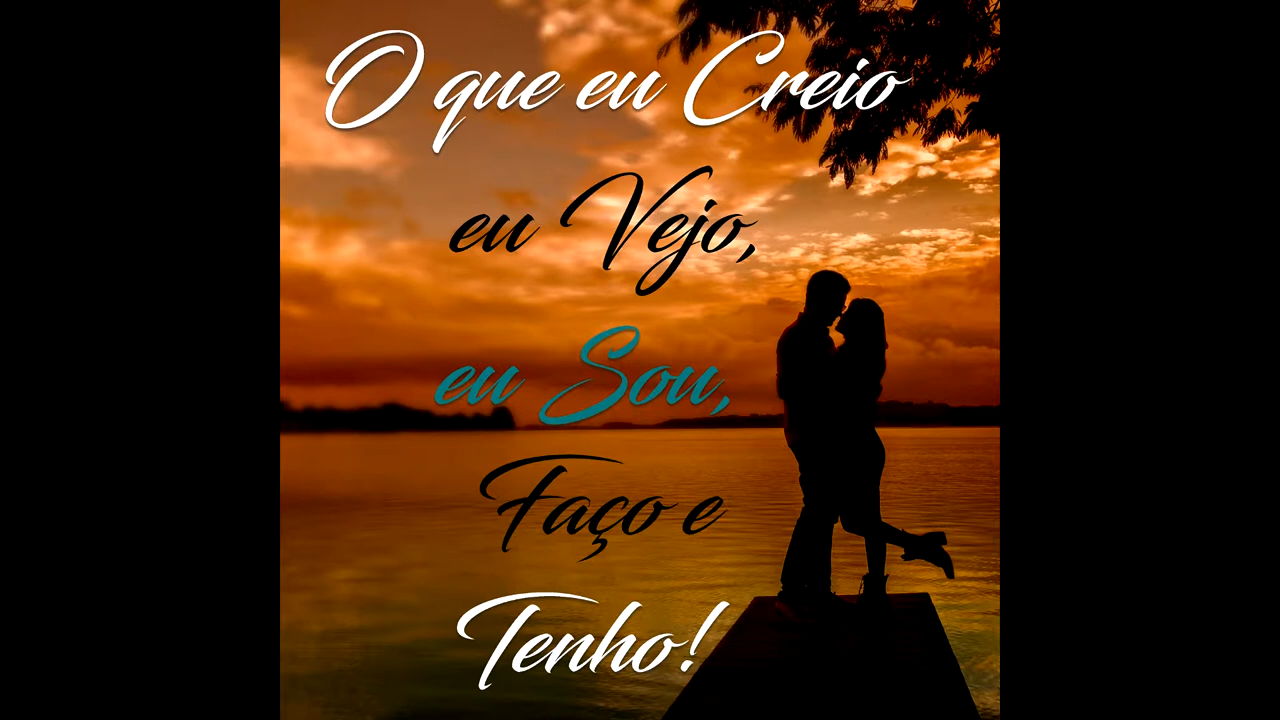 O que eu Creio
eu Vejo,
eu Sou,
Faço e
Tenho!